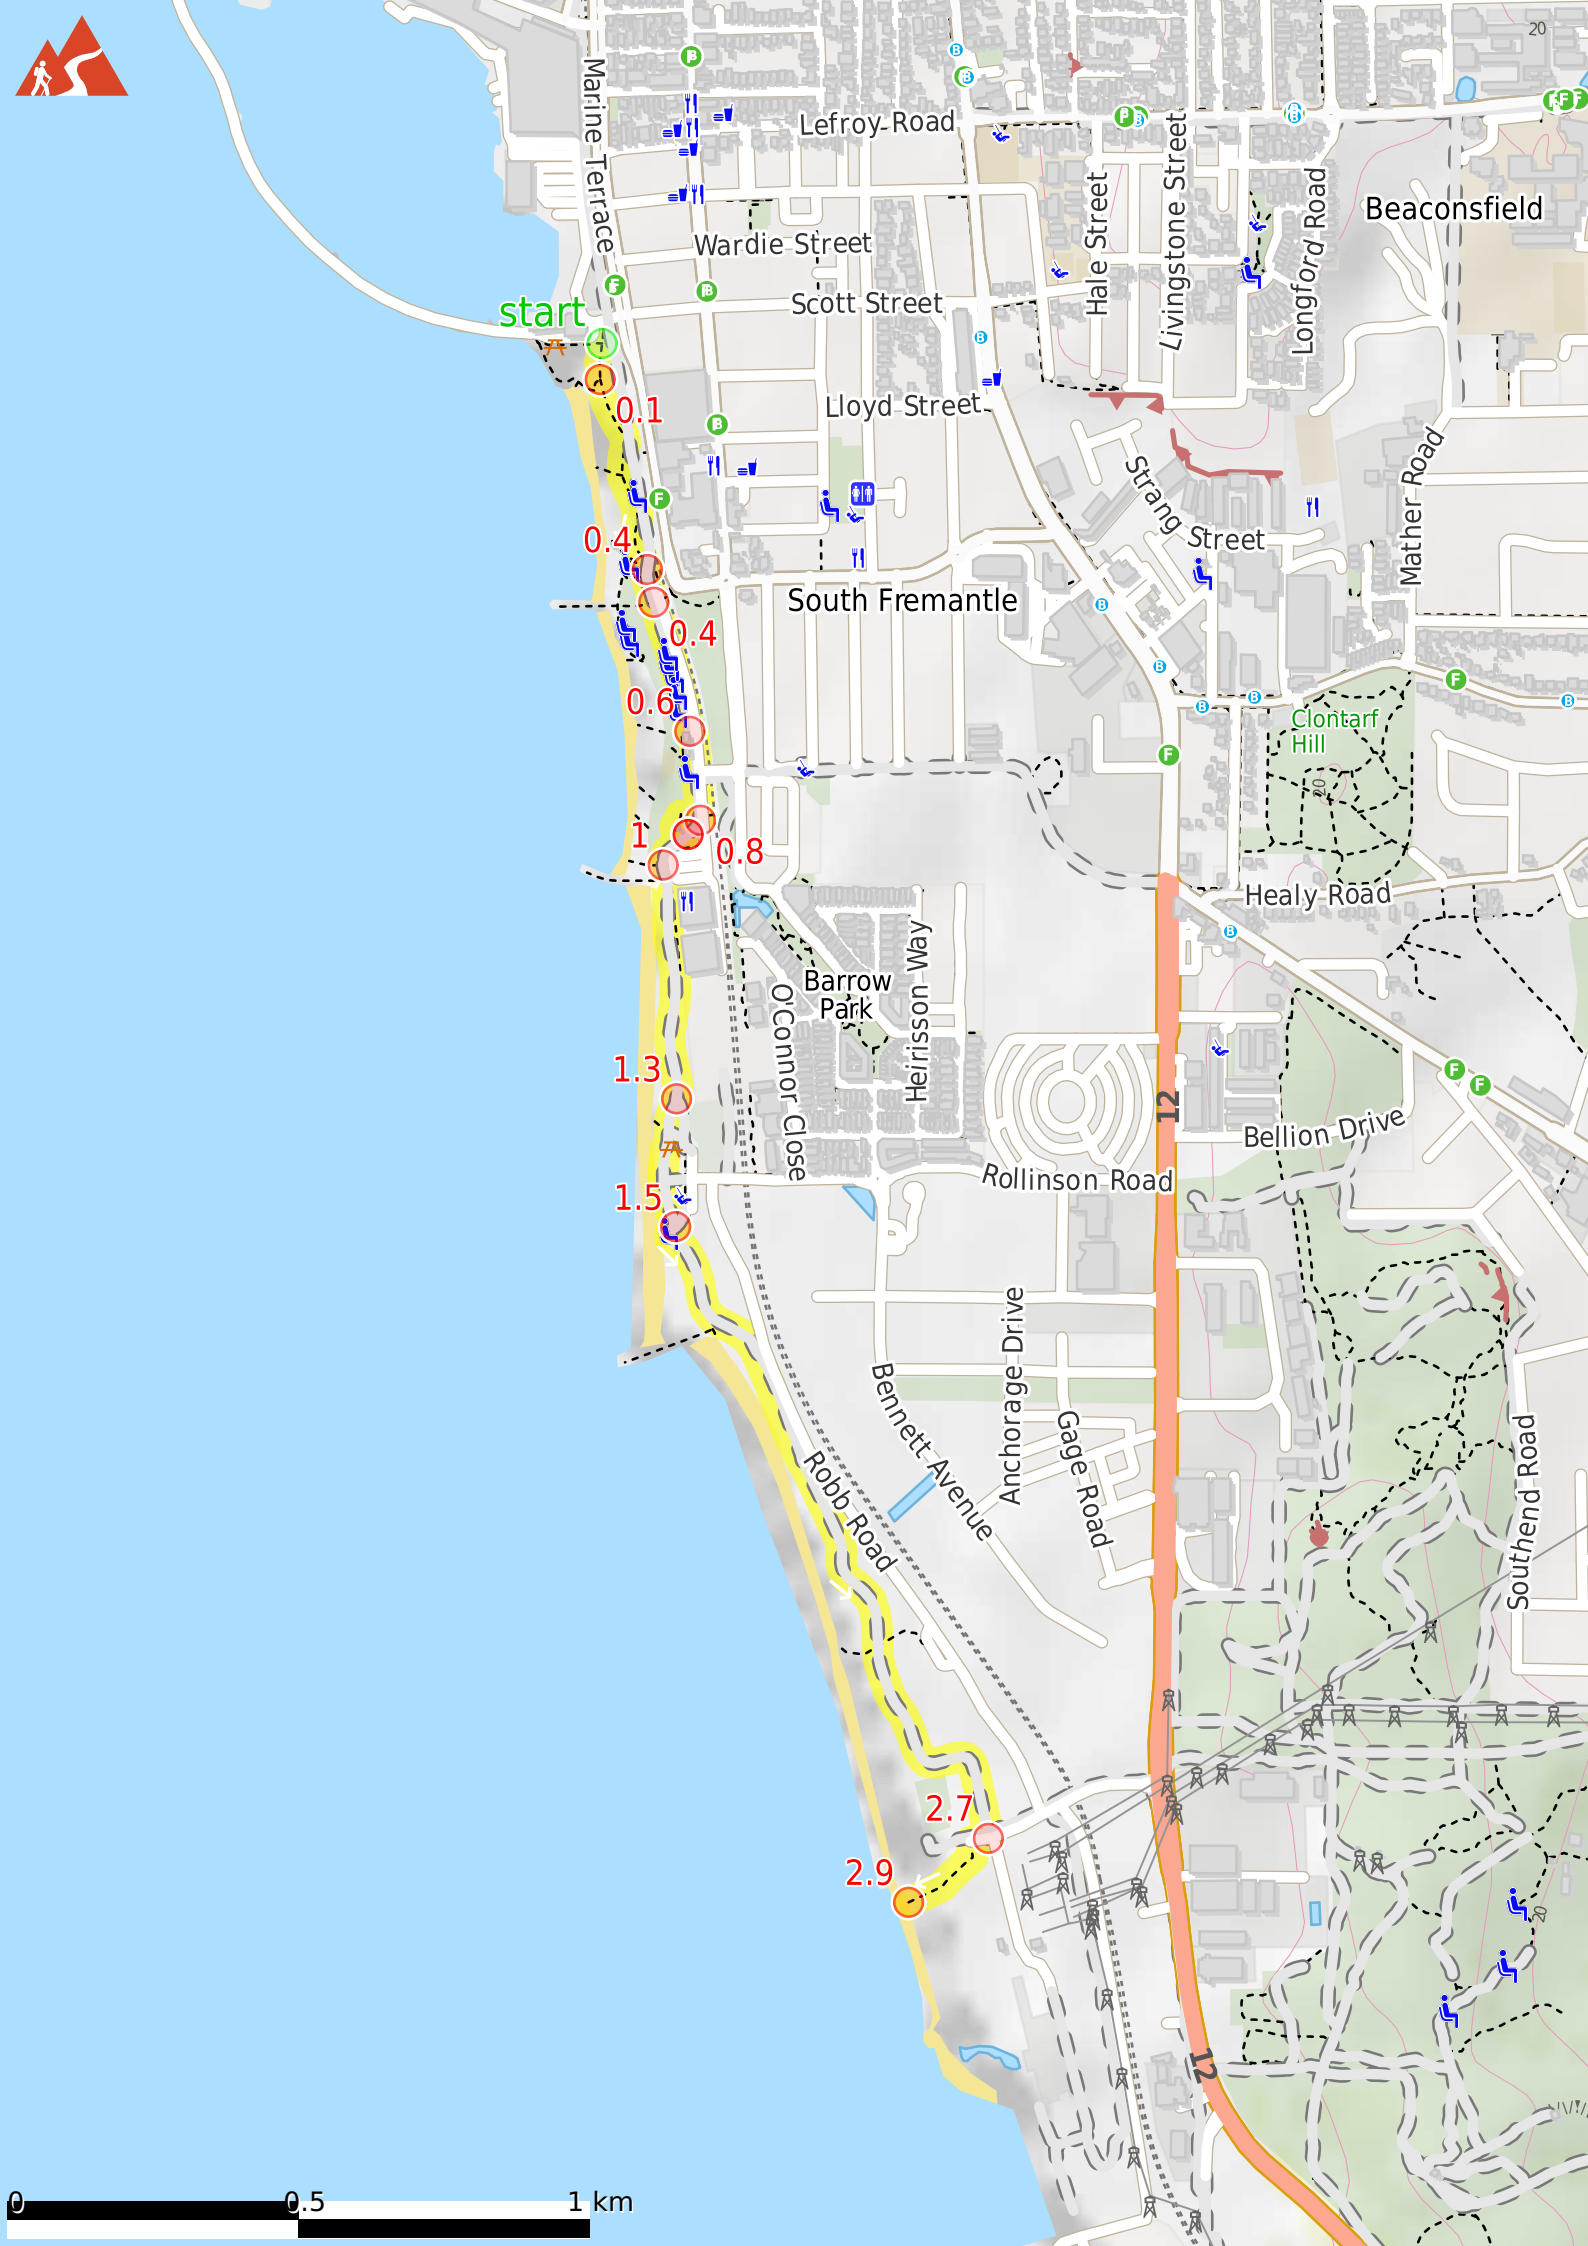 20
Marine Terrace
Lefroy Road
Hale Street
Livingstone Street
Longford Road
Beaconsfield
Wardie Street
Scott Street
start
0.1
Lloyd Street
Strang Street
Mather Road
0.4
South Fremantle
0.4
0.6
Clontarf
Hill
20
1
0.8
Healy Road
Barrow
Park
O'Connor Close
Heirisson Way
1.3
12
Bellion Drive
Rollinson Road
1.5
Anchorage Drive
Bennett Avenue
Gage Road
Robb Road
Southend Road
2.7
2.9
20
12
0
0.5
1 km
F
B
F
F
B
B
B
B
F
B
B
F
F
B
B
F
F
B
B
B
F
B
B
F
B
B
F
F